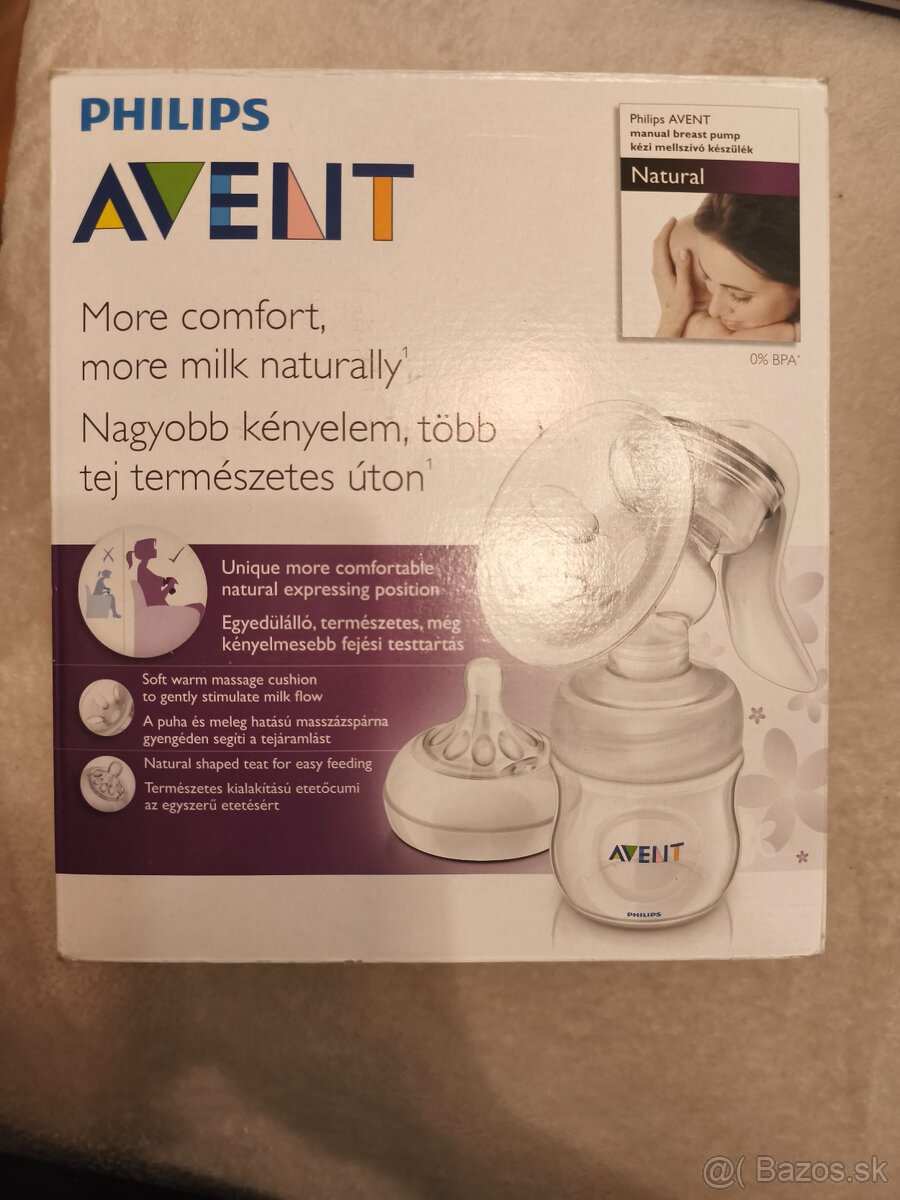 PHILIPS
AVENT
Philips AVENT
manual breast pump
kézi mellszívó készülék
Natural
0% BPA*
More comfort,
more milk naturally¹
Nagyobb kényelem, több
tej természetes úton¹
Unique more comfortable
natural expressing position
Egyedülálló, természetes, még
kényelmesebb fejési testtartás
Soft warm massage cushion
to gently stimulate milk flow
A puha és meleg hatású masszázspárna
gyengéden segíti a tejáramlást
Natural shaped teat for easy feeding
Természetes kialakítású etetőcumi
az egyszerű etetésért
AVENT
PHILIPS
@( Bazos.sk